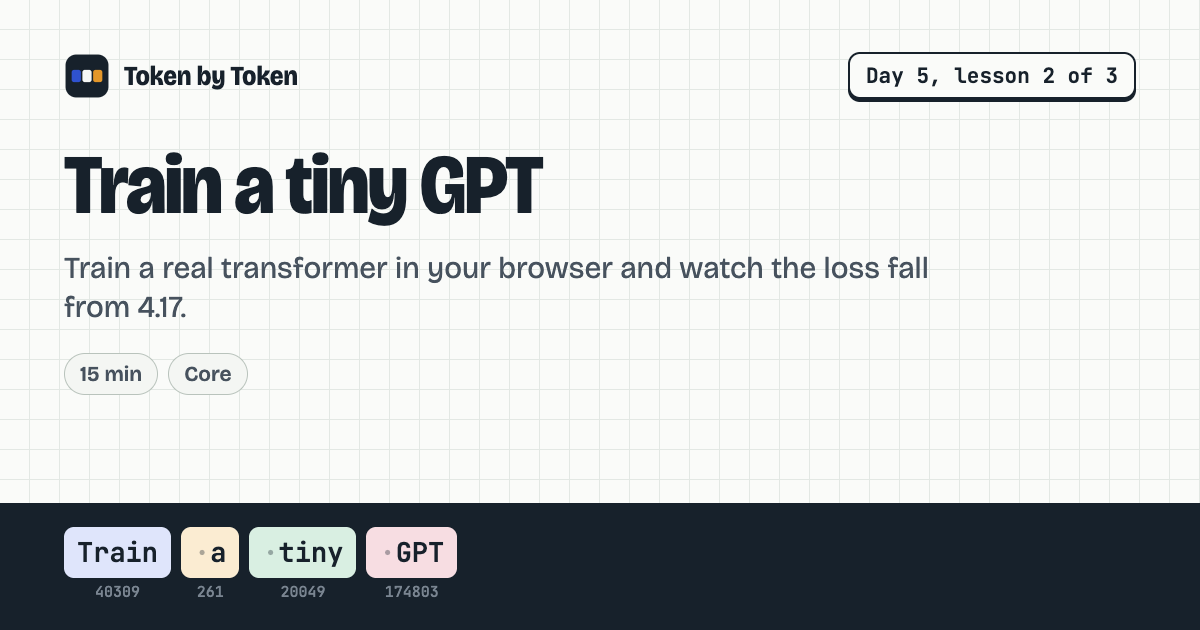 Token by Token
Day 5, lesson 2 of 3
Train a tiny GPT
Train a real transformer in your browser and watch the loss fall
from 4.17.
15 min
Core
Train ·a ·tiny ·GPT
40309 261 20049 174803